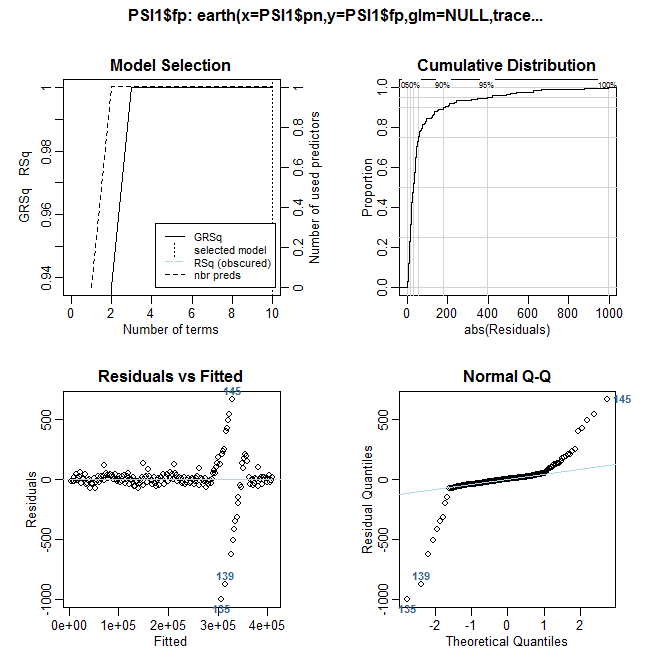 PSI1$fp: earth(x=PSI1$pn,y=PSI1$fp,glm=NULL,trace...
Model Selection
GRSq RSq
0.94 0.96 0.98 1
Number of used predictors
0 0.2 0.4 0.6 0.8 1
GRSq
selected model
RSq (obscured)
nbr preds
0 2 4 6 8 10
Number of terms
Cumulative Distribution
050% 90% 95% 100%
Proportion
0.0 0.2 0.4 0.6 0.8 1.0
0 200 400 600 800 1000
abs(Residuals)
Residuals vs Fitted
145
139
135
Residuals
-1000 -500 0 500
0e+00 1e+05 2e+05 3e+05 4e+05
Fitted
Normal Q-Q
145
139
135
Residual Quantiles
-1000 -500 0 500
-2 -1 0 1 2
Theoretical Quantiles